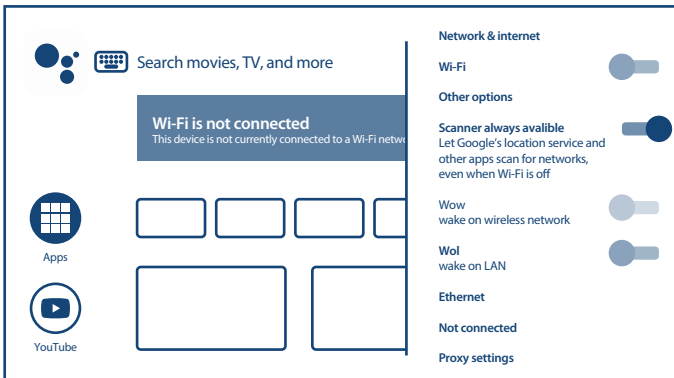 Search movies, TV, and more
Wi-Fi is not connected
This device is not currently connected to a Wi-Fi netwo
Apps
YouTube
Network & internet
Wi-Fi
Other options
Scanner always avalible
Let Google's location service and
other apps scan for networks,
even when Wi-Fi is off
Wow
wake on wireless network
Wol
wake on LAN
Ethernet
Not connected
Proxy settings